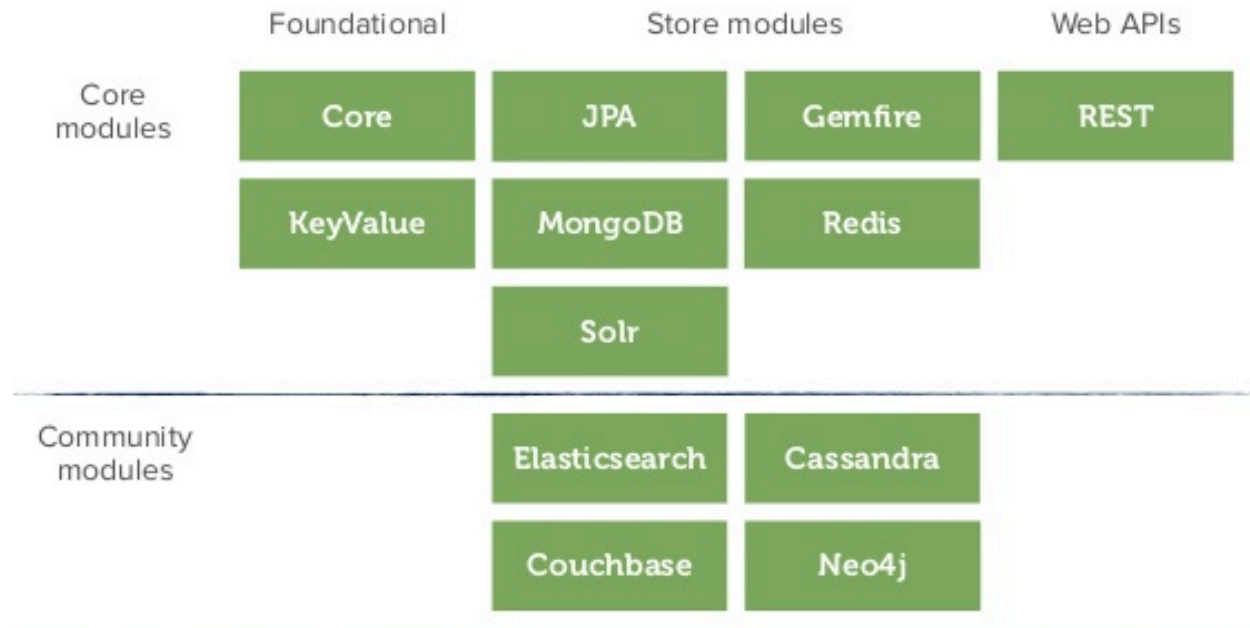 Foundational Store modules Web APIs
Core
modules
Core JPA Gemfire REST
KeyValue MongoDB Redis
Solr
Community
modules
Elasticsearch Cassandra
Couchbase Neo4j